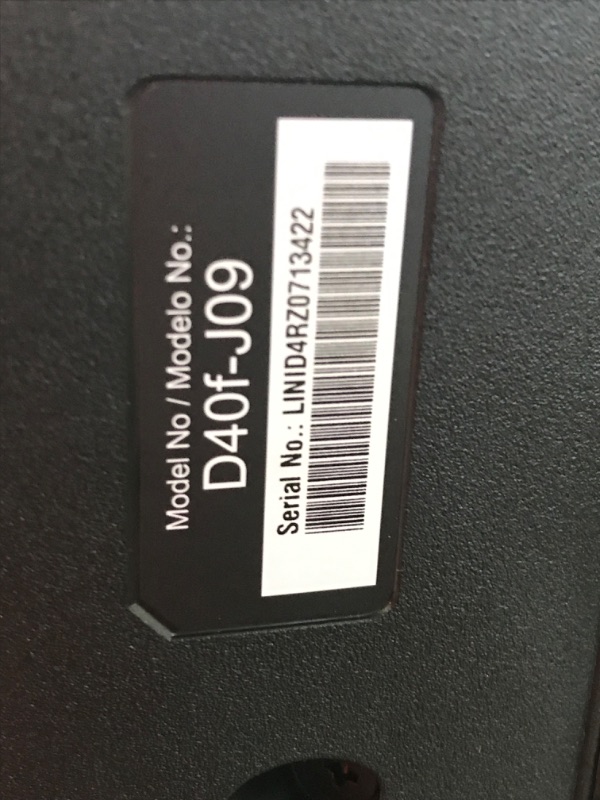 Model No / Modelo No.:
D40f-J09
Serial No.: LINID4RZ0713422